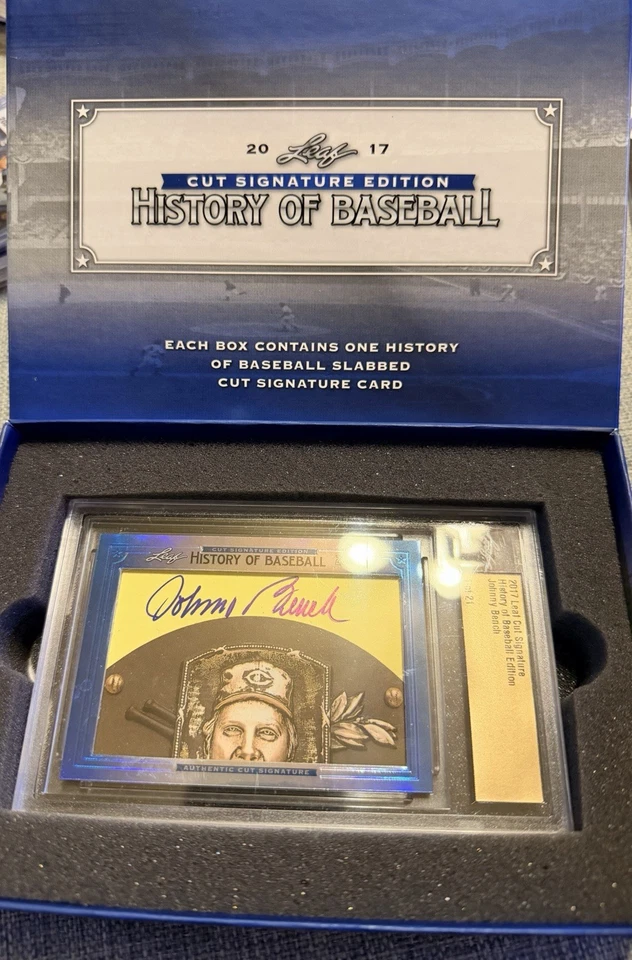 20 Leaf 17
CUT SIGNATURE EDITION
HISTORY OF BASEBALL
EACH BOX CONTAINS ONE HISTORY
OF BASEBALL SLABBED
CUT SIGNATURE CARD
CUT SIGNATURE EDITION
Leaf HISTORY OF BASEBALL
Johnny Bench
C
AUTHENTIC CUT SIGNATURE
2017 Leaf Cut Signature
History of Baseball Edition
Johnny Bench